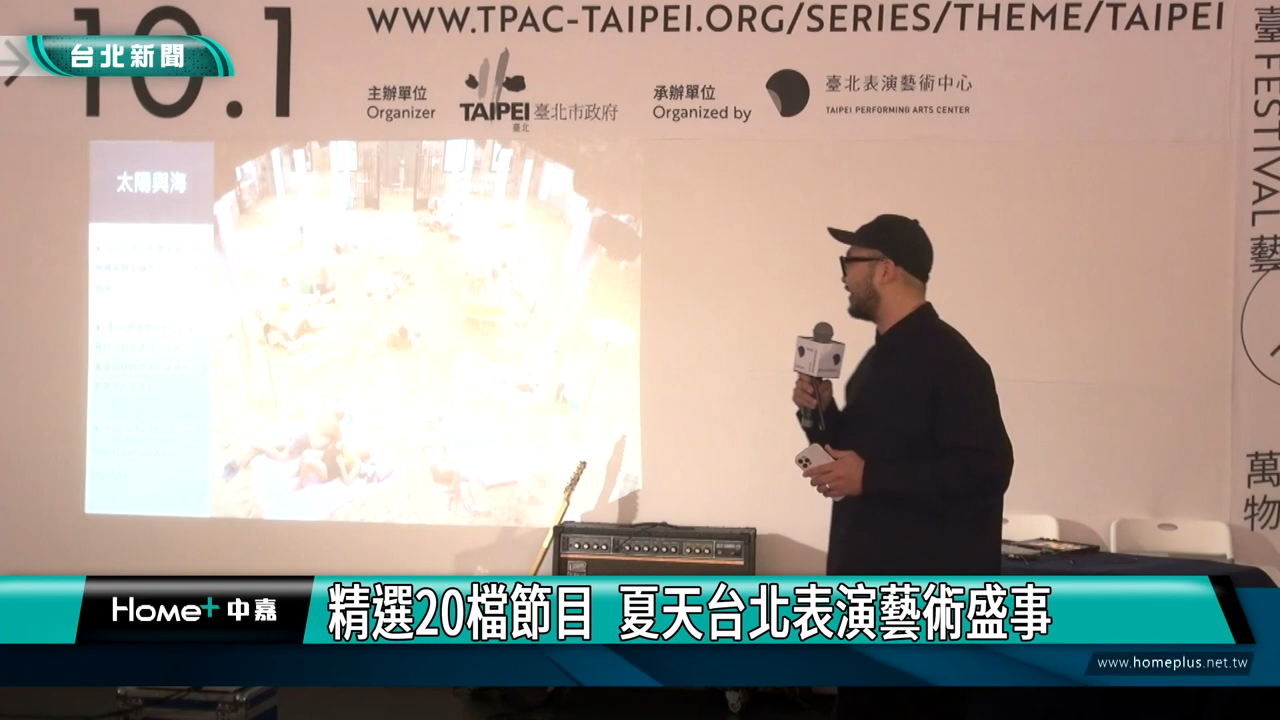 WWW.TPAC-TAIPEI.ORG/SERIES/THEME/TAIPEI
台北新聞
10.1
主辦單位
Organizer
TAIPEI
臺北
臺北市政府
承辦單位
Organized by
臺北表演藝術中心
TAIPEI PERFORMING ARTS CENTER
臺 FESTIVAL 藝
萬物
太陽與海
Home+ 中嘉
精選20檔節目 夏天台北表演藝術盛事
www.homeplus.net.tw